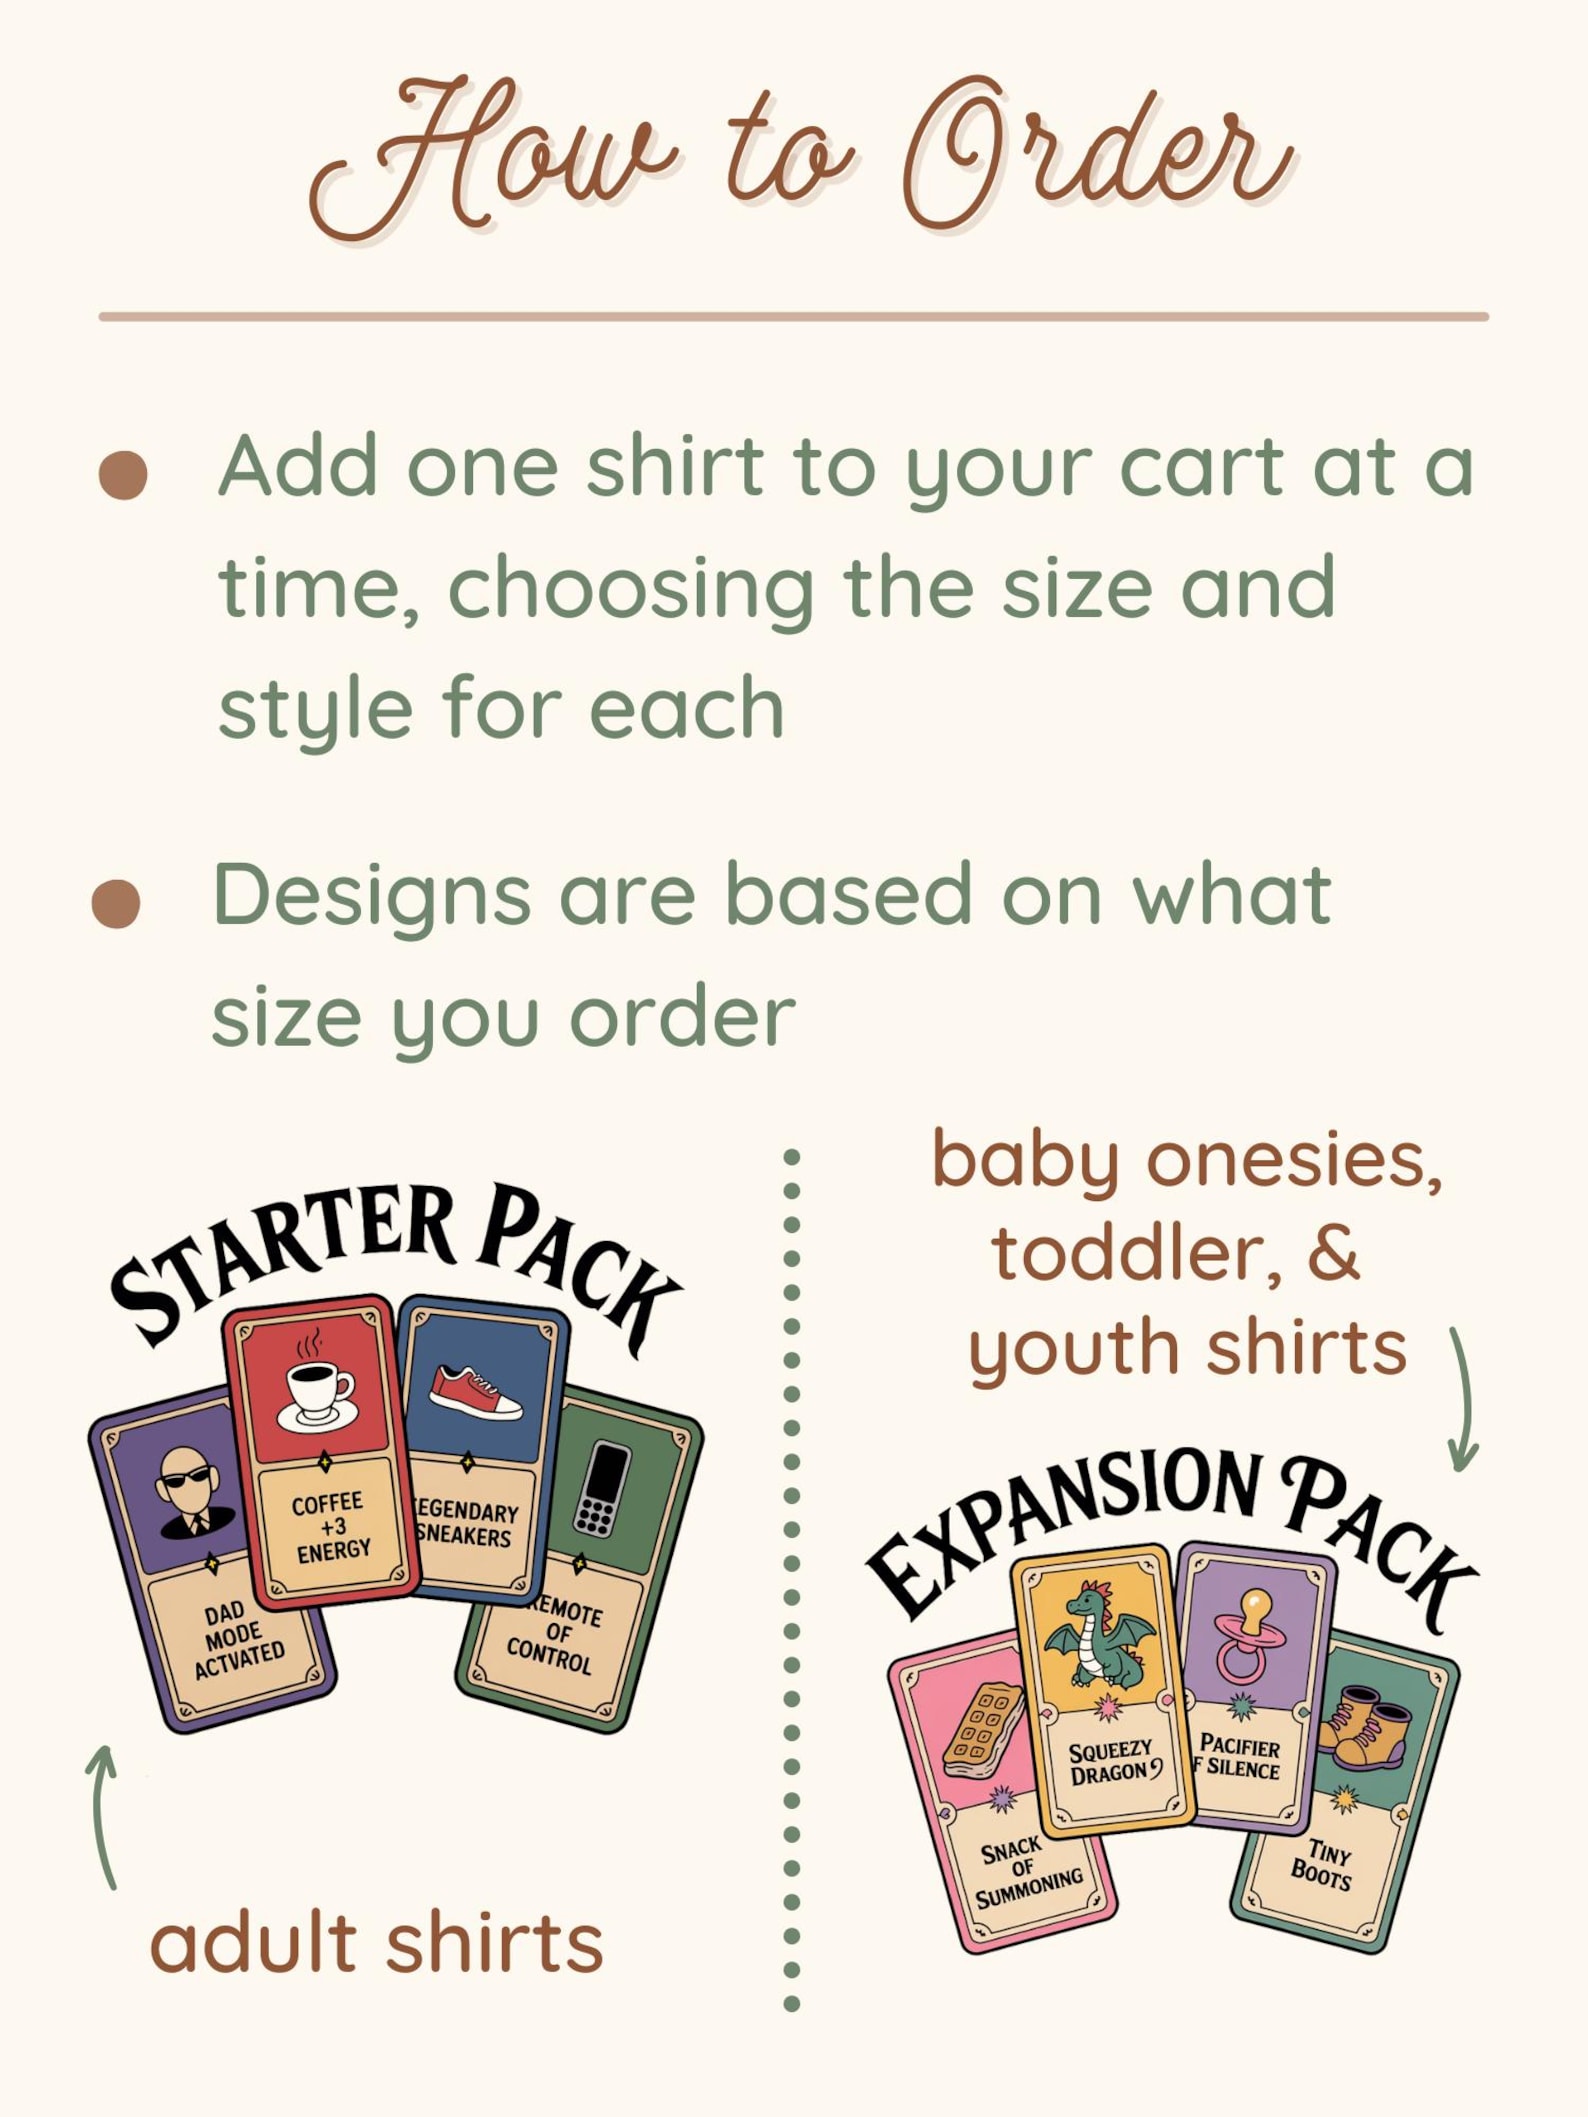 How to Order
Add one shirt to your cart at a
time, choosing the size and
style for each
Designs are based on what
size you order
STARTER PACK
DAD
MODE
ACTVATED
COFFEE
+3
ENERGY
EGENDARY
SNEAKERS
REMOTE
OF
CONTROL
adult shirts
baby onesies,
toddler, &
youth shirts
EXPANSION PACK
SNACK
OF
SUMMONING
SQUEEZY
DRAGON
PACIFIER
F SILENCE
TINY
BOOTS